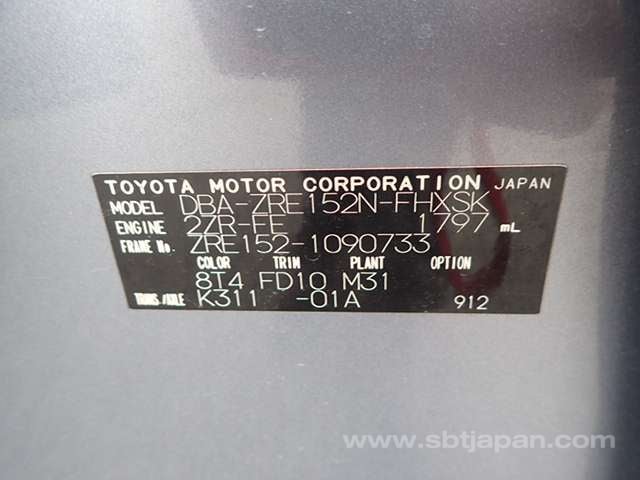 TOYOTA MOTOR CORPORATION JAPAN
MODEL DBA-ZRE152N-FHXSK
ENGINE 2ZR-FE 1797 mL
FRAME No. ZRE152-1090733
COLOR TRIM PLANT OPTION
8T4 FD10 M31
TRANS./AXLE K311 -01A 912
www.sbtjapan.com